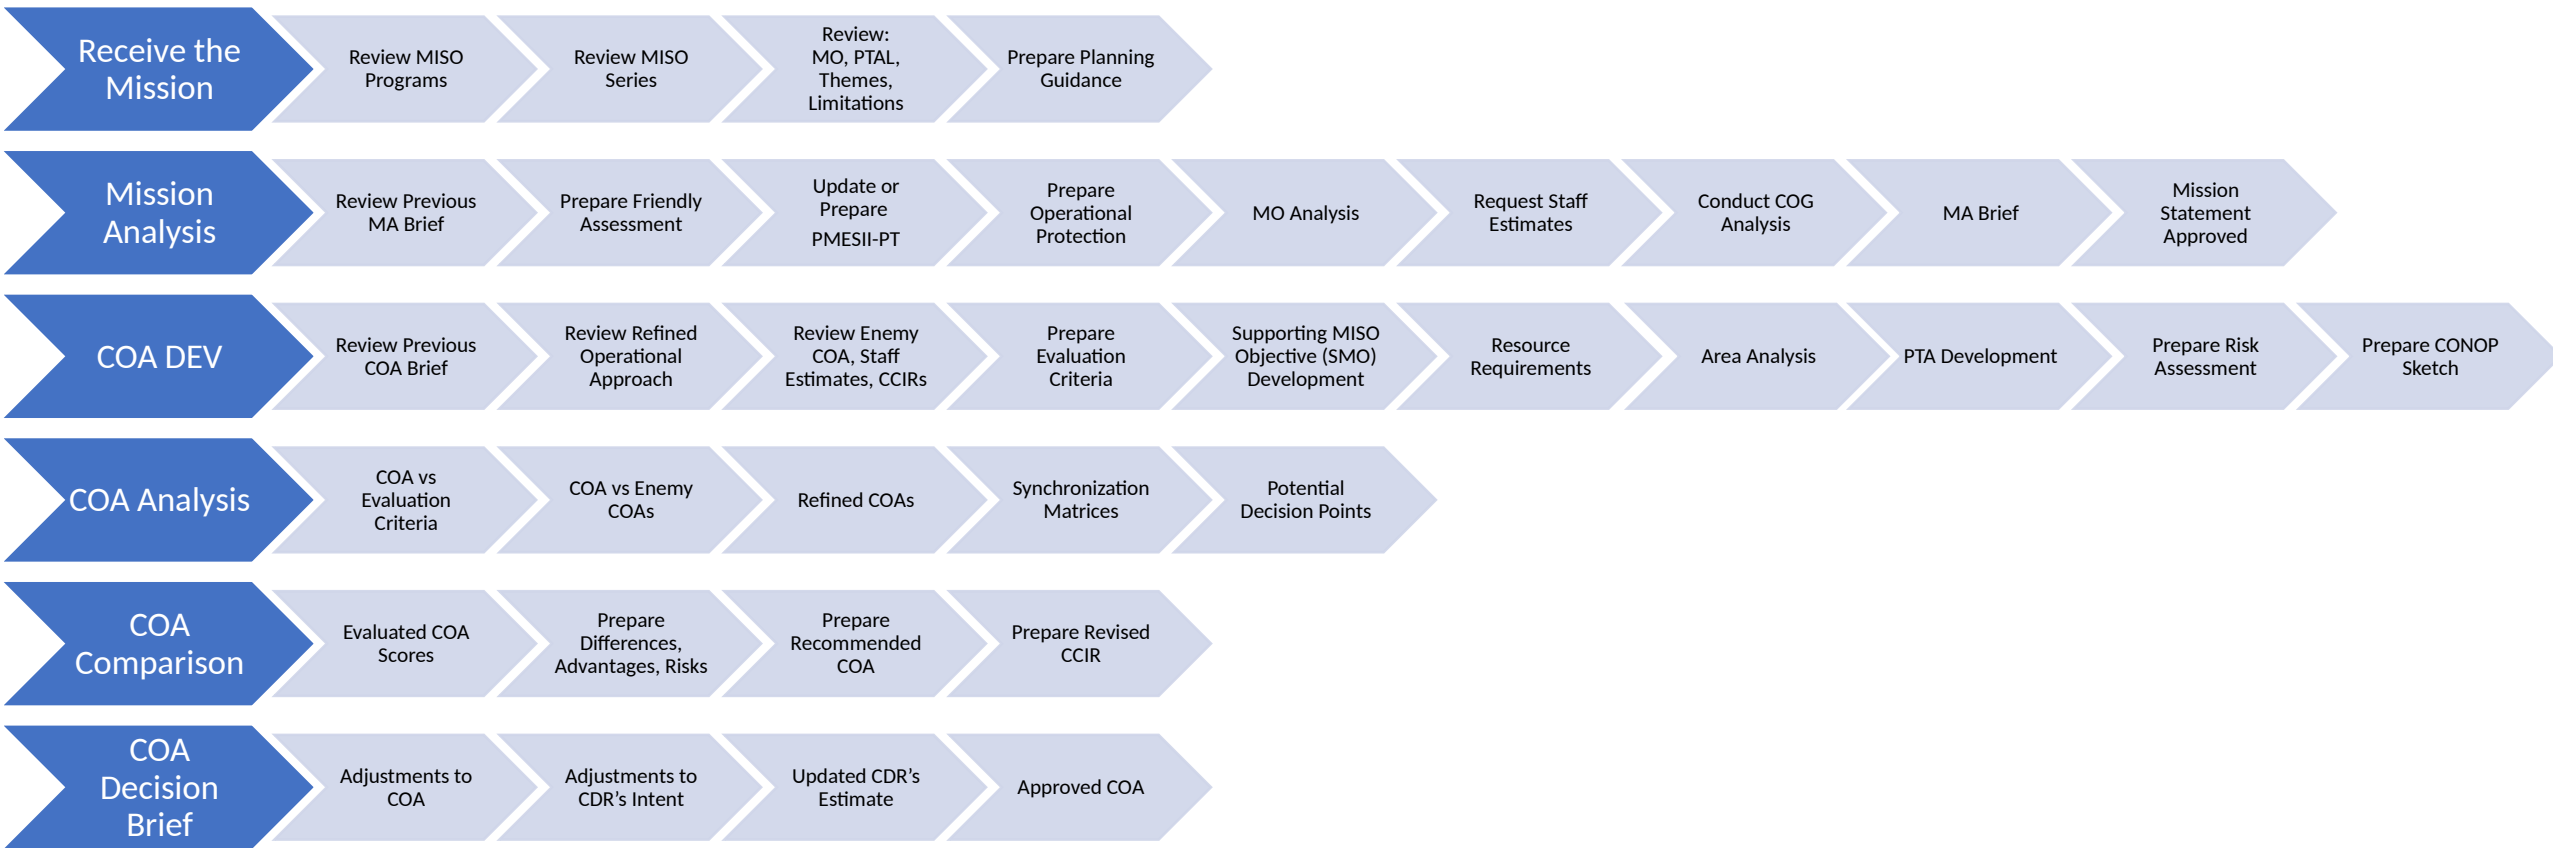 Receive the
Mission
Review MISO
Programs
Review MISO
Series
Review:
MO, PTAL,
Themes,
Limitations
Prepare Planning
Guidance
Mission
Analysis
Review Previous
MA Brief
Prepare Friendly
Assessment
Update or
Prepare
PMESII-PT
Prepare
Operational
Protection
MO Analysis
Request Staff
Estimates
Conduct COG
Analysis
MA Brief
Mission
Statement
Approved
COA DEV
Review Previous
COA Brief
Review Refined
Operational
Approach
Review Enemy
COA, Staff
Estimates, CCIRs
Prepare
Evaluation
Criteria
Supporting MISO
Objective (SMO)
Development
Resource
Requirements
Area Analysis
PTA Development
Prepare Risk
Assessment
Prepare CONOP
Sketch
COA Analysis
COA vs
Evaluation
Criteria
COA vs Enemy
COAs
Refined COAs
Synchronization
Matrices
Potential
Decision Points
COA
Comparison
Evaluated COA
Scores
Prepare
Differences,
Advantages, Risks
Prepare
Recommended
COA
Prepare Revised
CCIR
COA
Decision
Brief
Adjustments to
COA
Adjustments to
CDR’s Intent
Updated CDR’s
Estimate
Approved COA